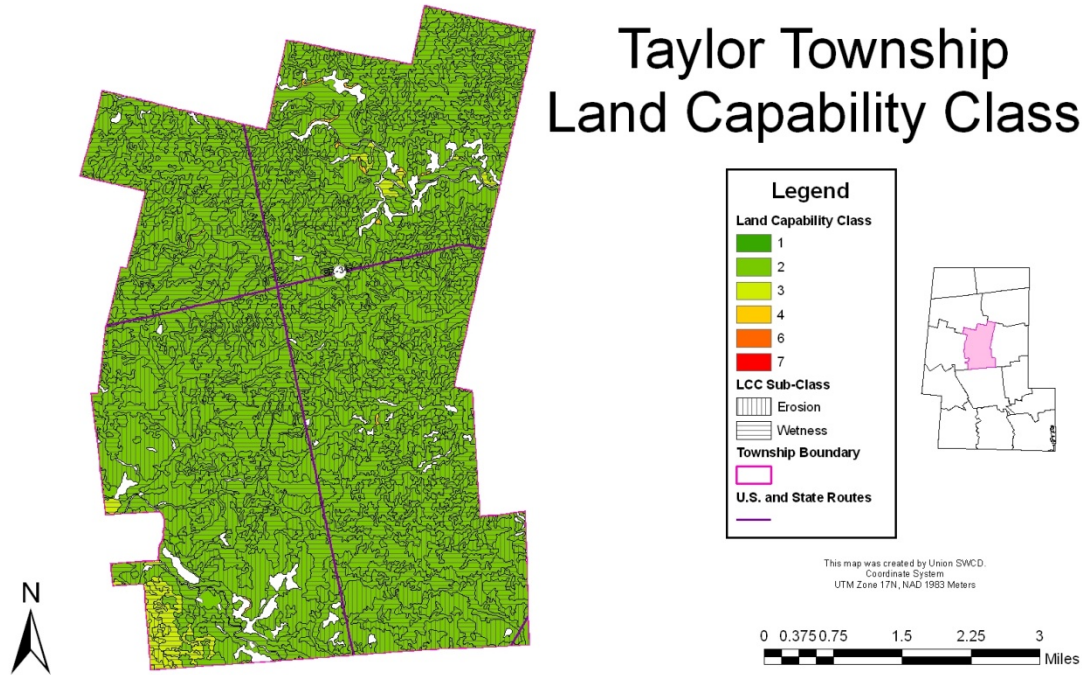 Taylor Township
Land Capability Class
Legend
Land Capability Class
1
2
3
4
6
7
LCC Sub-Class
Erosion
Wetness
Township Boundary
U.S. and State Routes
This map was created by Union SWCD.
Coordinate System
UTM Zone 17N, NAD 1983 Meters
N
0 0.375 0.75 1.5 2.25 3
Miles